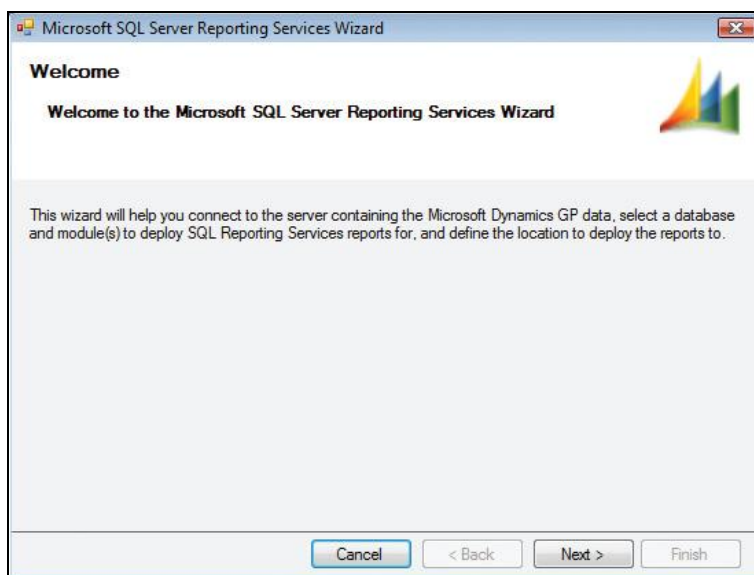 Microsoft SQL Server Reporting Services Wizard
Welcome
Welcome to the Microsoft SQL Server Reporting Services Wizard
This wizard will help you connect to the server containing the Microsoft Dynamics GP data, select a database
and module(s) to deploy SQL Reporting Services reports for, and define the location to deploy the reports to.
Cancel < Back Next > Finish